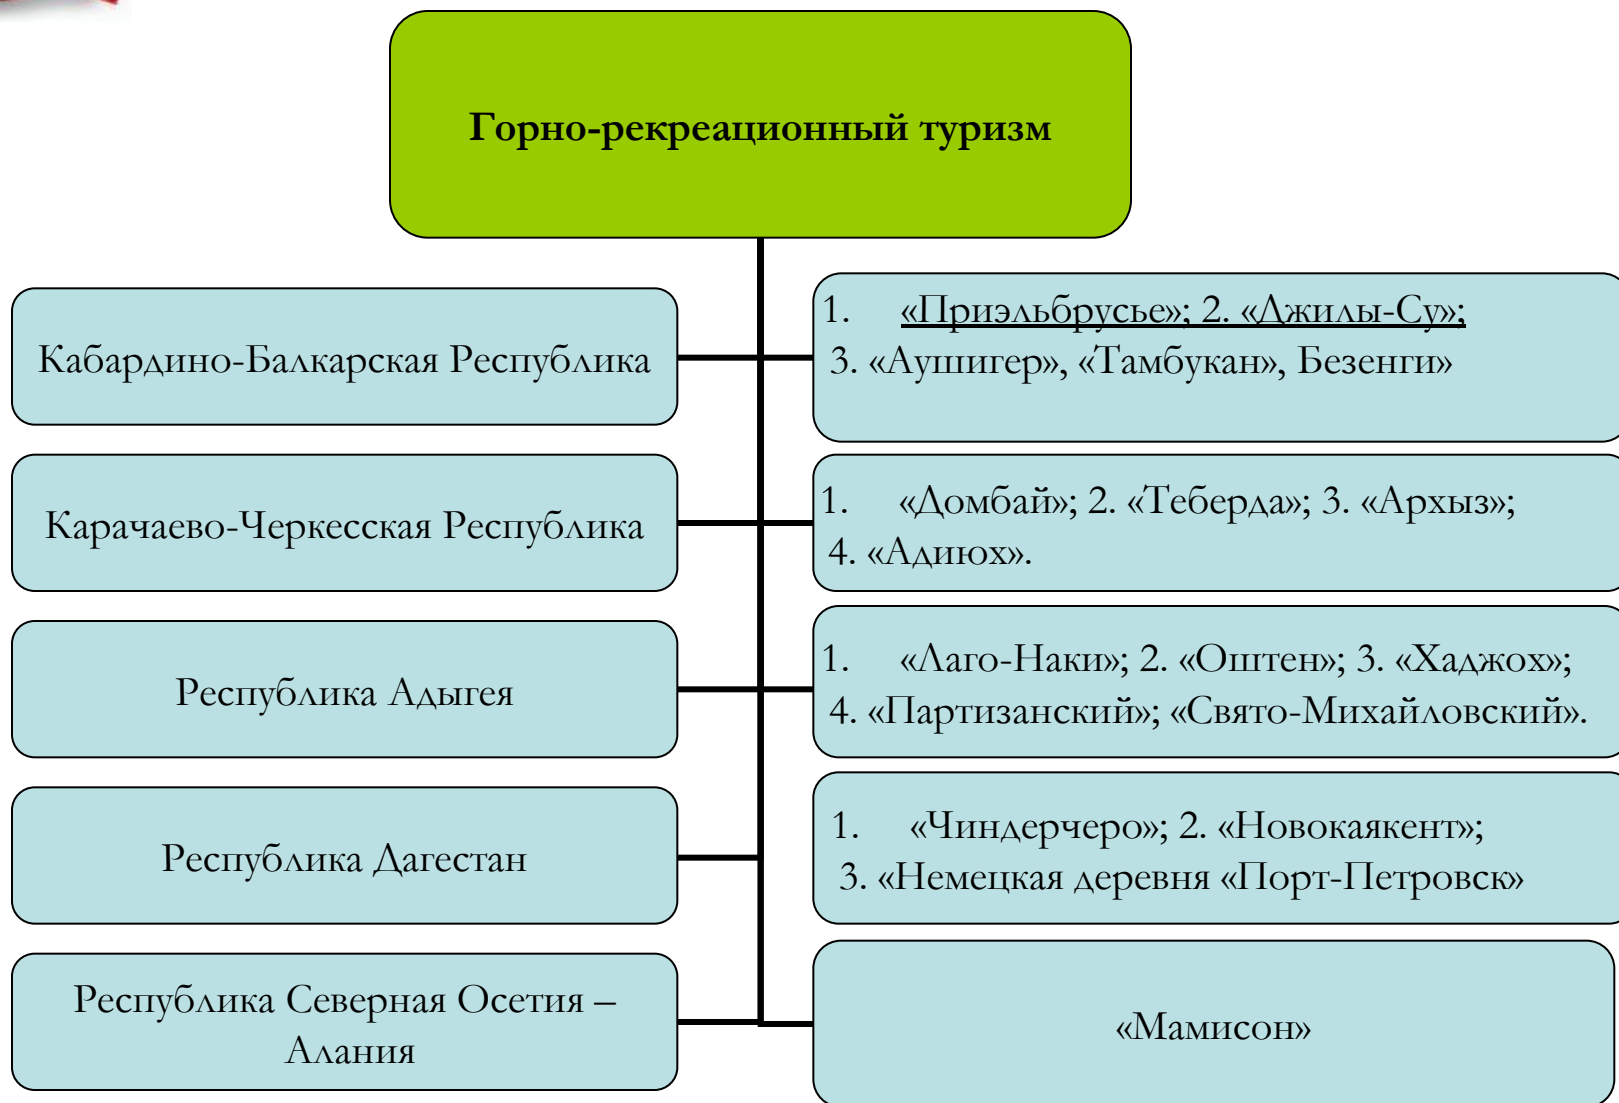 Горно-рекреационный туризм
Кабардино-Балкарская Республика
1. «Приэльбрусье»; 2. «Джилы-Су»;
3. «Аушигер», «Тамбукан», Безенги»
Карачаево-Черкесская Республика
1. «Домбай»; 2. «Теберда»; 3. «Архыз»;
4. «Адиюх».
Республика Адыгея
1. «Лаго-Наки»; 2. «Оштен»; 3. «Хаджох»;
4. «Партизанский»; «Свято-Михайловский».
Республика Дагестан
1. «Чиндерчеро»; 2. «Новокаякент»;
3. «Немецкая деревня «Порт-Петровск»
Республика Северная Осетия –
Алания
«Мамисон»